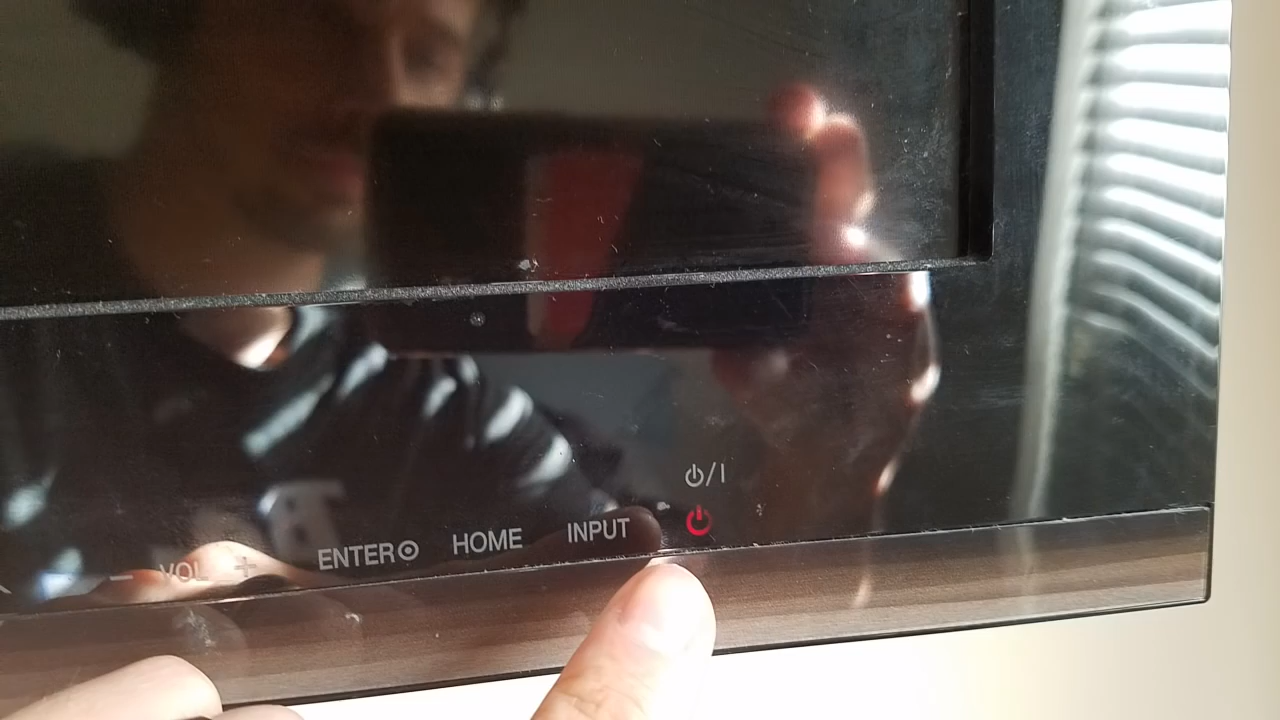 ⏻/I
− VOL + ENTER⊙ HOME INPUT